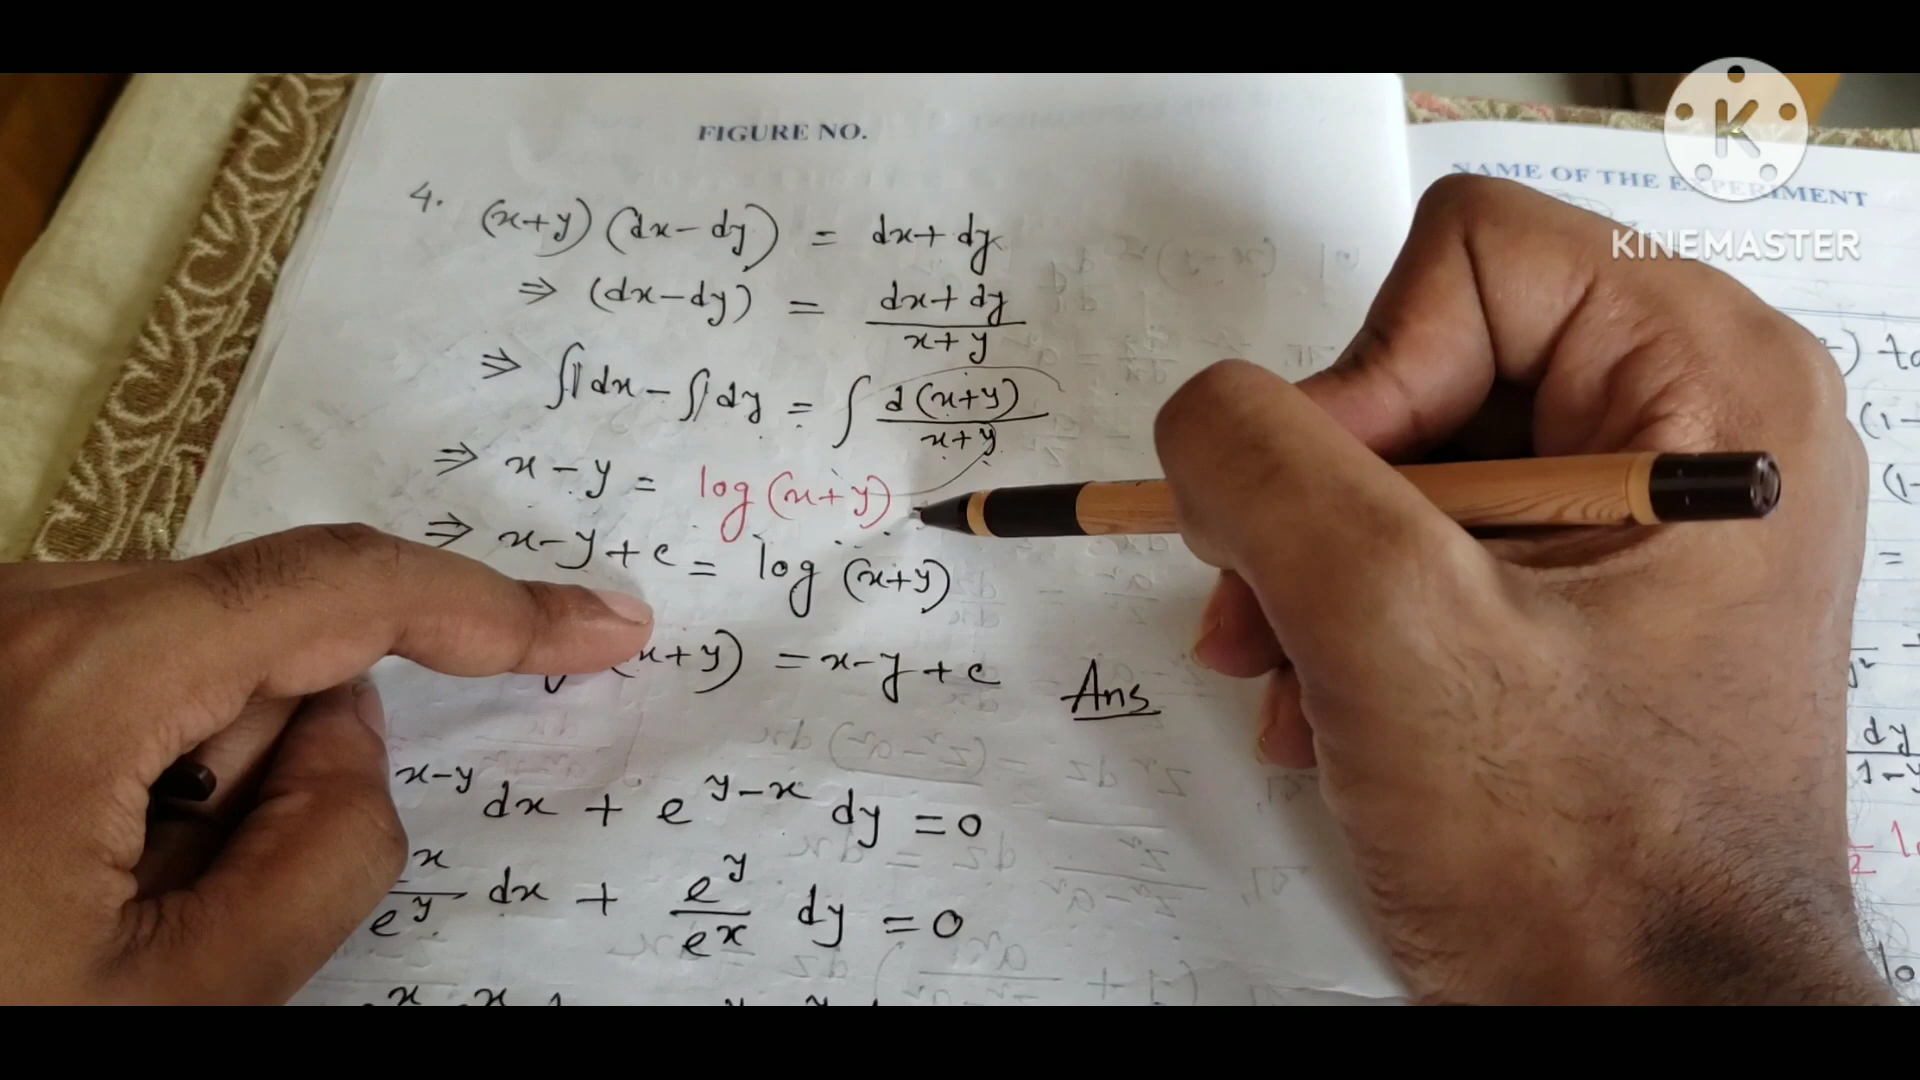 FIGURE NO.
NAME OF THE EXPERIMENT
KINEMASTER
4. (x+y) (dx-dy) = dx+dy
⇒ (dx-dy) = dx+dy / x+y
⇒ ∫1dx - ∫1dy = ∫ d(x+y) / x+y
⇒ x-y = log(x+y)
⇒ x-y+c = log (x+y)
(x+y) = x-y+c Ans
x-y dx + e^y-x dy = 0
x / e^y dx + e^y / e^x dy = 0